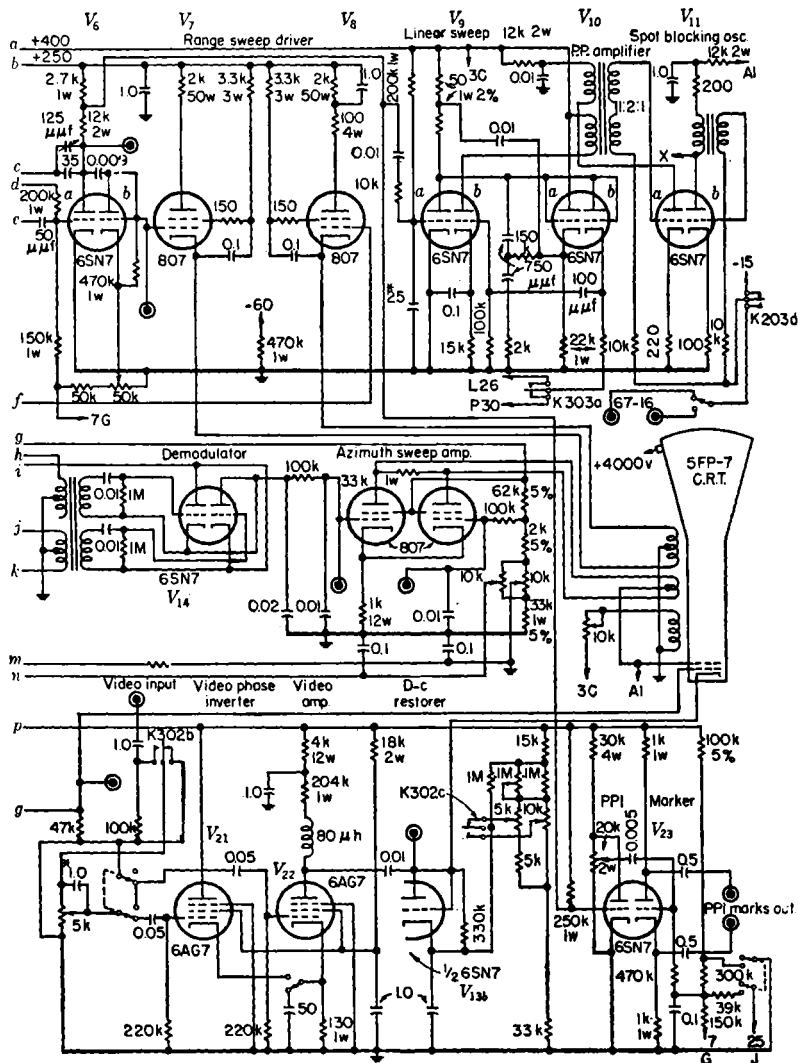 V6 V7 V8 V9 V10 V11
Range sweep driver
Linear sweep
P.P. amplifier
Spot blocking osc.
a +400
b +250
2.7k 1w
1.0
2k 50w
3.3k 3w
3.3k 3w
2k 50w
1.0
200k 1w
50 1w 2%
3G
12k 2w
0.01
1:2:1
1.0
12k 2w
A1
200
125 μμf
12k 2w
100 4w
0.01
0.01
X
c
35
0.009
d
200k 1w
a
b
150
150
10k
a
b
a
b
a
b
e
50 μμf
6SN7
807
0.1
0.1
807
6SN7
150
750 μμf
6SN7
6SN7
-15
K203d
470k 1w
-60
25
0.1
100k
100 μμf
150k 1w
470k 1w
15k
2k
22k 1w
10k
220
100
10k
50k
50k
L26
P30
K303a
67-16
f
7G
g
h
i
j
k
Demodulator
Azimuth sweep amp.
+4000v
5FP-7 C.R.T.
0.01
1M
0.01
1M
6SN7
V14
100k
33k 1w
807
100k
62k 5%
2k 5%
10k
10k
33k 1w 5%
0.02
0.01
1k 12w
0.01
0.1
0.1
10k
3G
A1
m
n
Video input
Video phase inverter
Video amp.
D-c restorer
p
1.0
K302b
4k 12w
18k 2w
15k
30k 4w
1k 1w
100k 5%
1.0
204k 1w
1M
1M
1M
K302c
5k
10k
PPI
Marker
V23
20k 2w
0.005
g
47k
100k
V21
80 μh
0.05
V22
0.01
6AG7
5k
0.5
PPI marks out
0.5
1.0
5k
0.05
6AG7
330k
½ 6SN7
V13b
250k 1w
6SN7
470k
300k
39k
150k
50
1.0
220k
220k
130 1w
33k
1k 1w
0.1
7 G
25 J